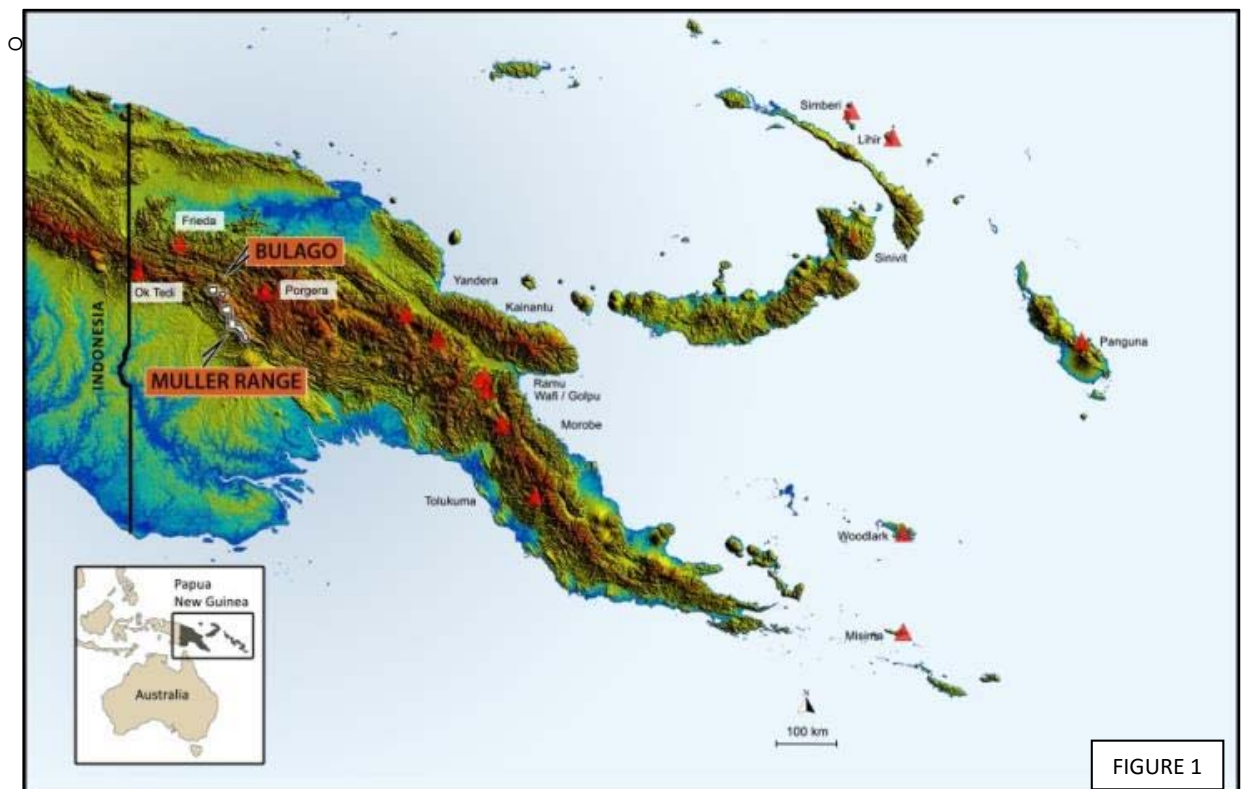 O
Simberi
Lihir
Frieda
BULAGO
Sinivit
Ok Tedi
Porgera
Yandera
Kainantu
INDONESIA
MULLER RANGE
Panguna
Ramu
Wafi / Golpu
Morobe
Tolukuma
Woodlark
Misima
Papua
New Guinea
Australia
N
100 km
FIGURE 1